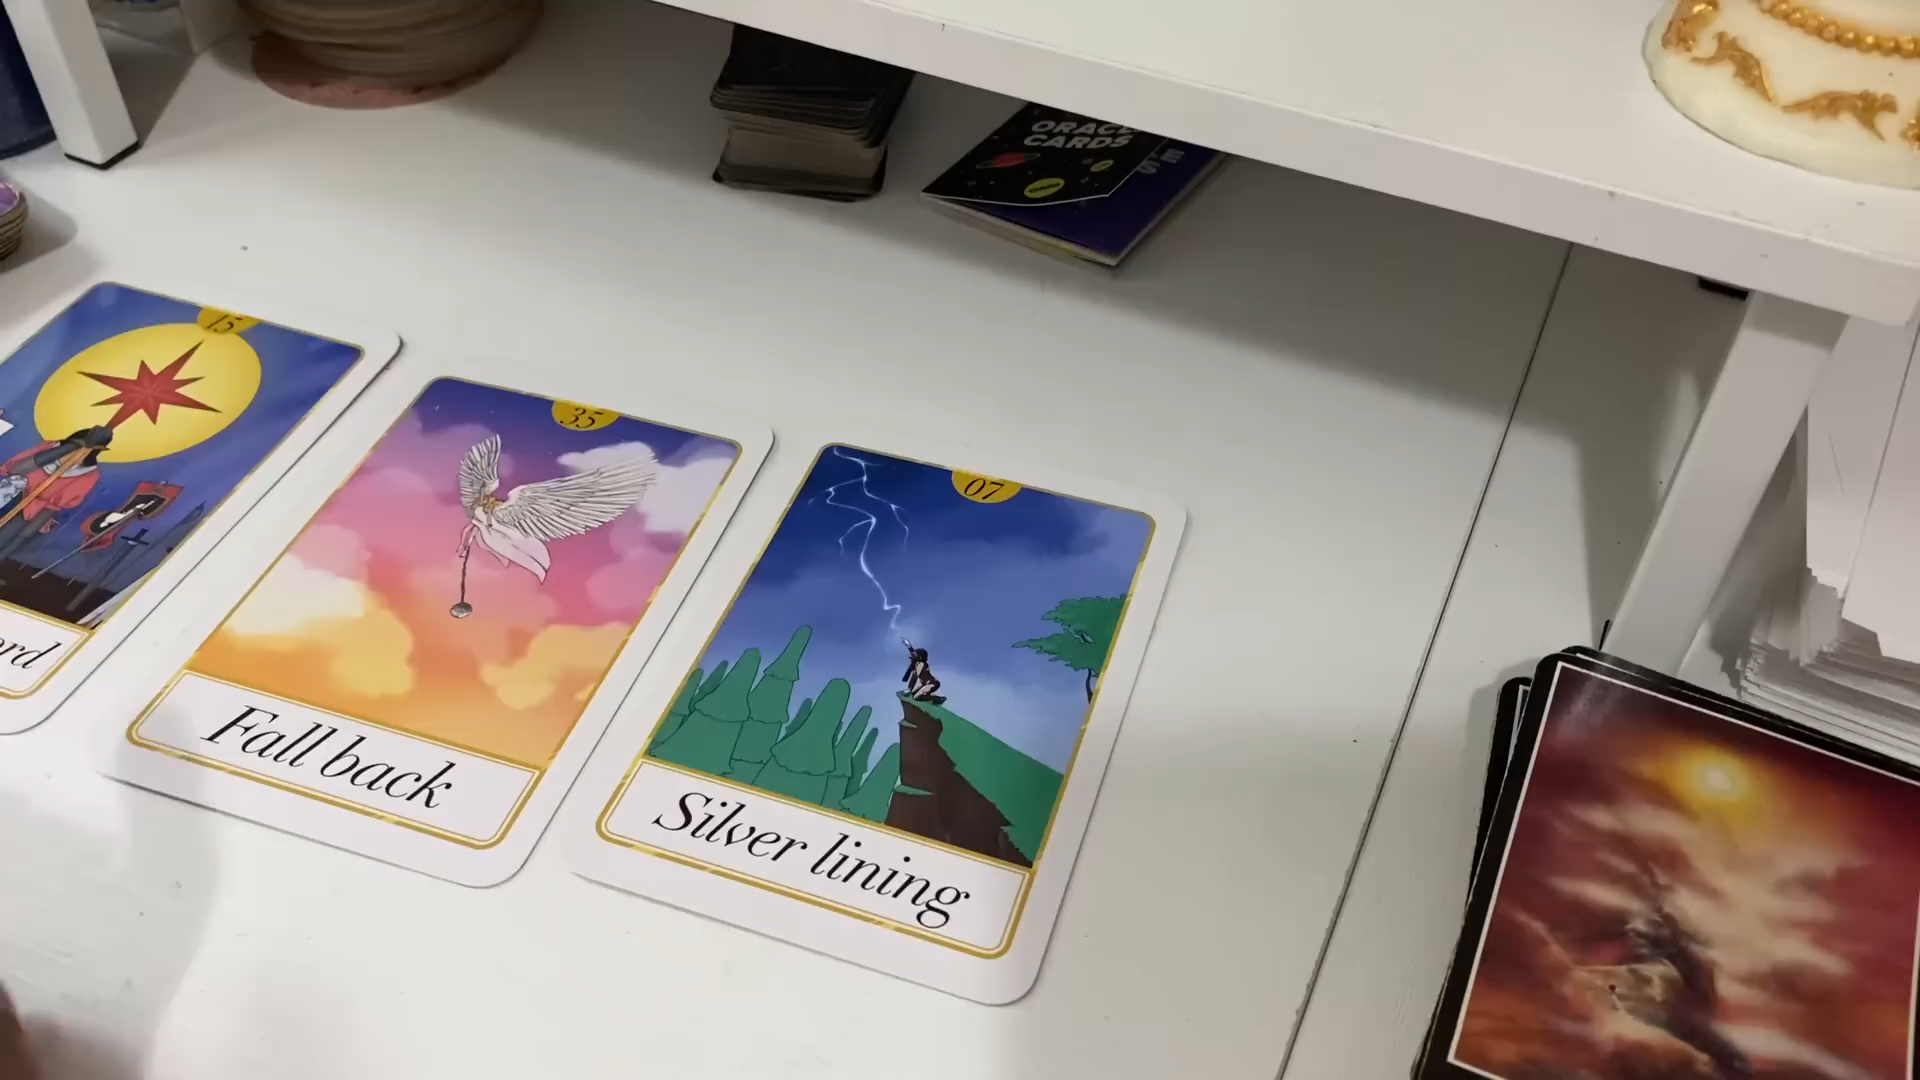 ORACLE
CARDS
15
35
Fall back
07
Silver lining